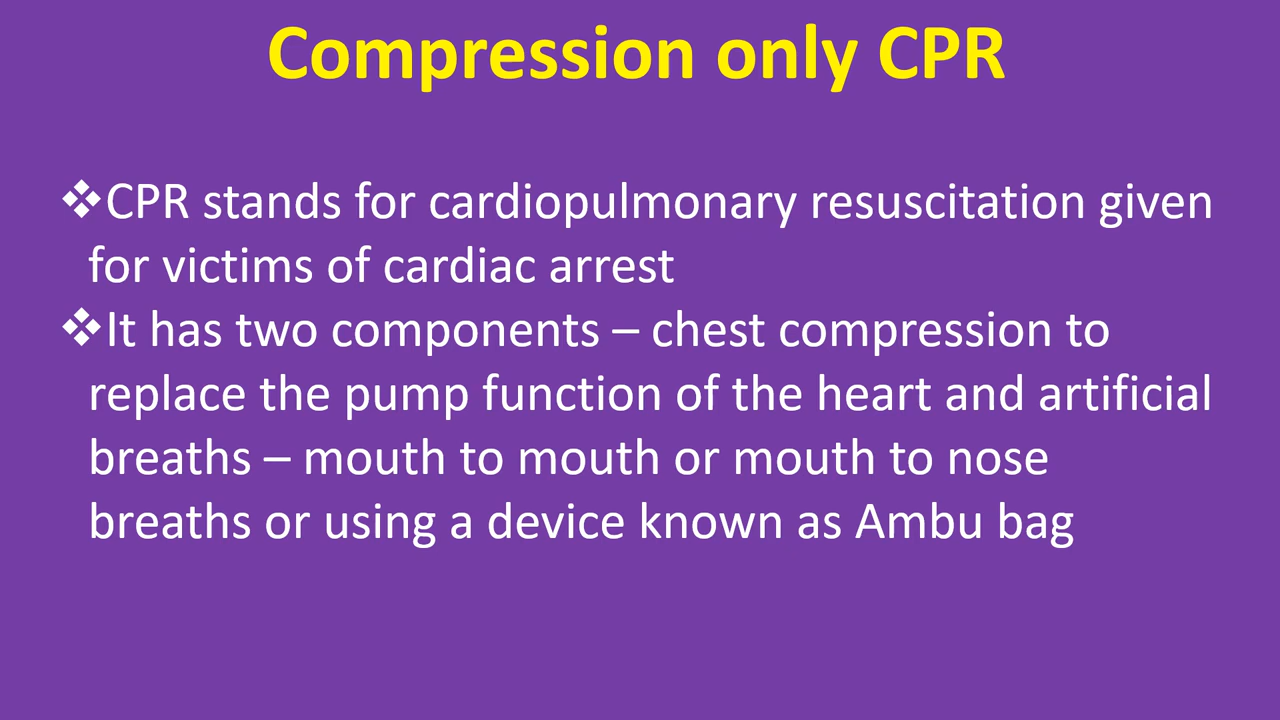 Compression only CPR
❖CPR stands for cardiopulmonary resuscitation given
for victims of cardiac arrest
❖It has two components – chest compression to
replace the pump function of the heart and artificial
breaths – mouth to mouth or mouth to nose
breaths or using a device known as Ambu bag